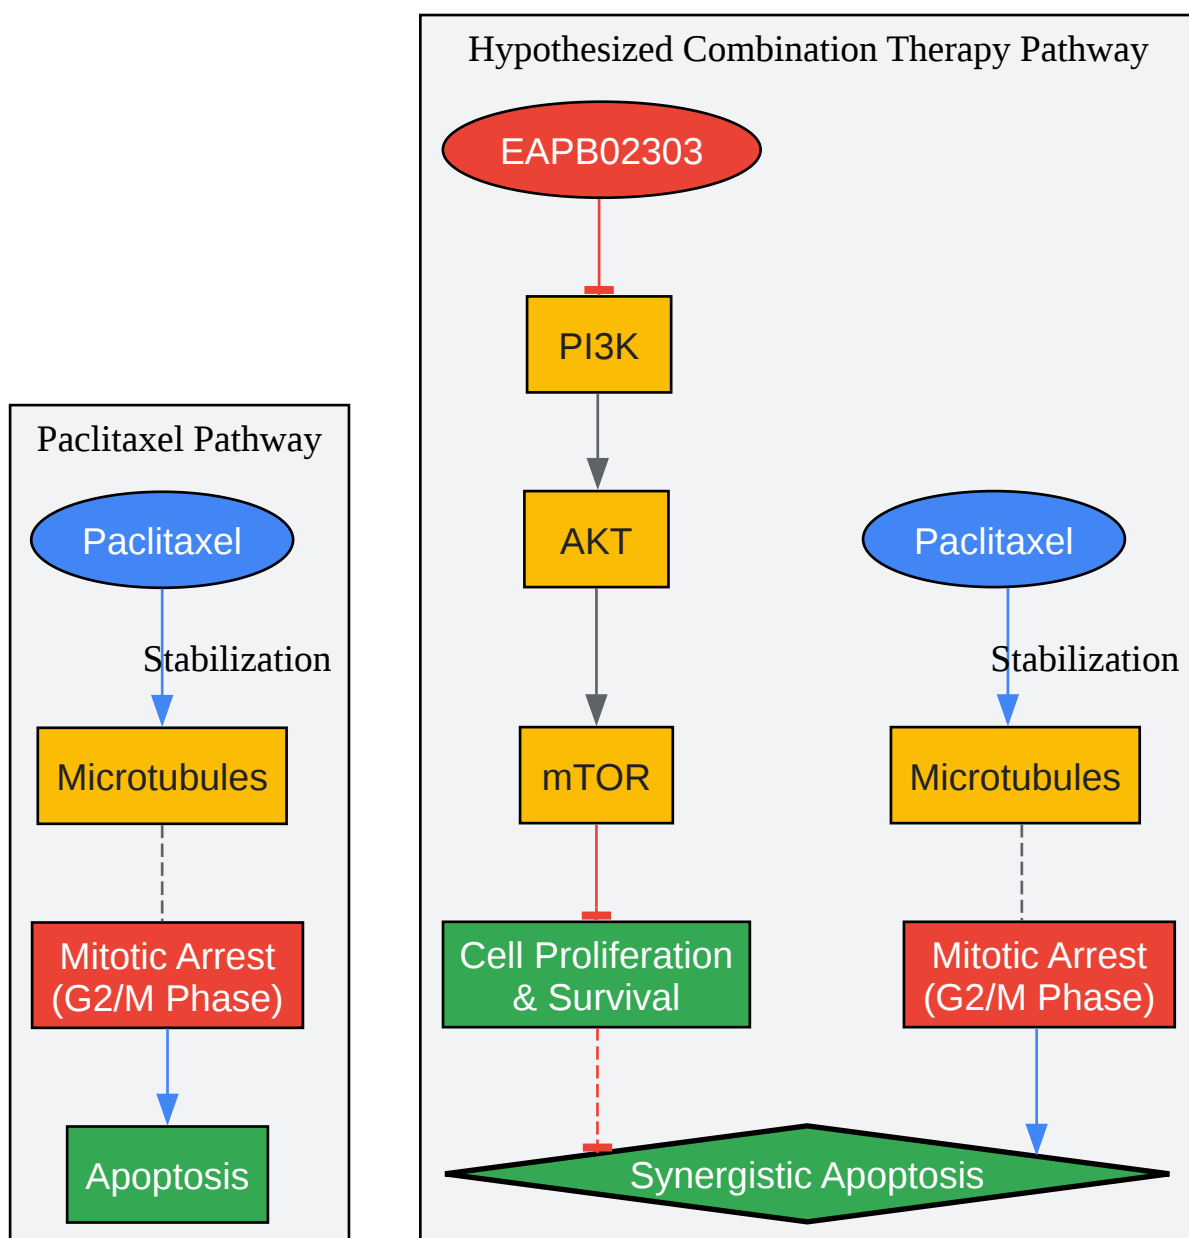 Hypothesized Combination Therapy Pathway
EAPB02303
PI3K
AKT
mTOR
Cell Proliferation
& Survival
Paclitaxel
Stabilization
Microtubules
Mitotic Arrest
(G2/M Phase)
Synergistic Apoptosis
Paclitaxel Pathway
Paclitaxel
Stabilization
Microtubules
Mitotic Arrest
(G2/M Phase)
Apoptosis